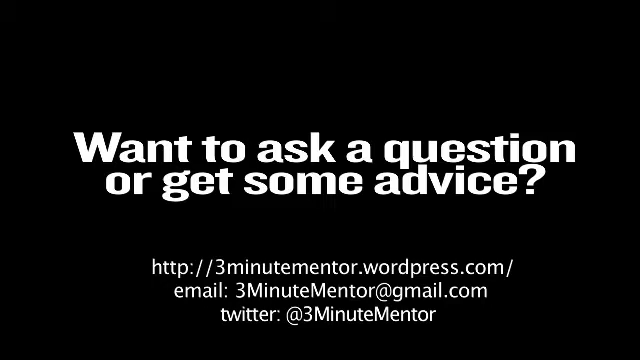 Want to ask a question
or get some advice?
http://3minutementor.wordpress.com/
email: 3MinuteMentor@gmail.com
twitter: @3MinuteMentor